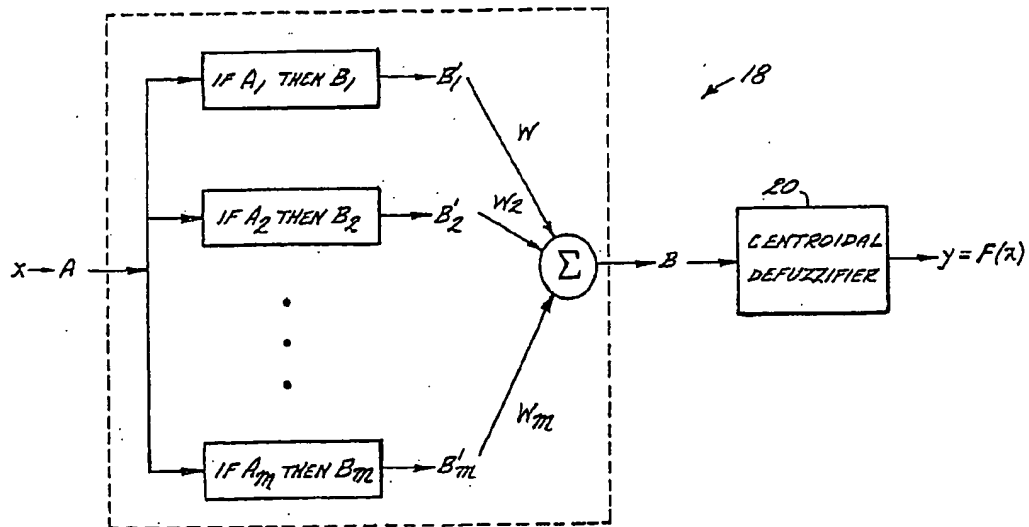 IF A1 THEN B1
B'1
18
W
20
IF A2 THEN B2
B'2
W2
x → A
Σ
B
CENTROIDAL
DEFUZZIFIER
y = F(x)
Wm
IF Am THEN Bm
B'm